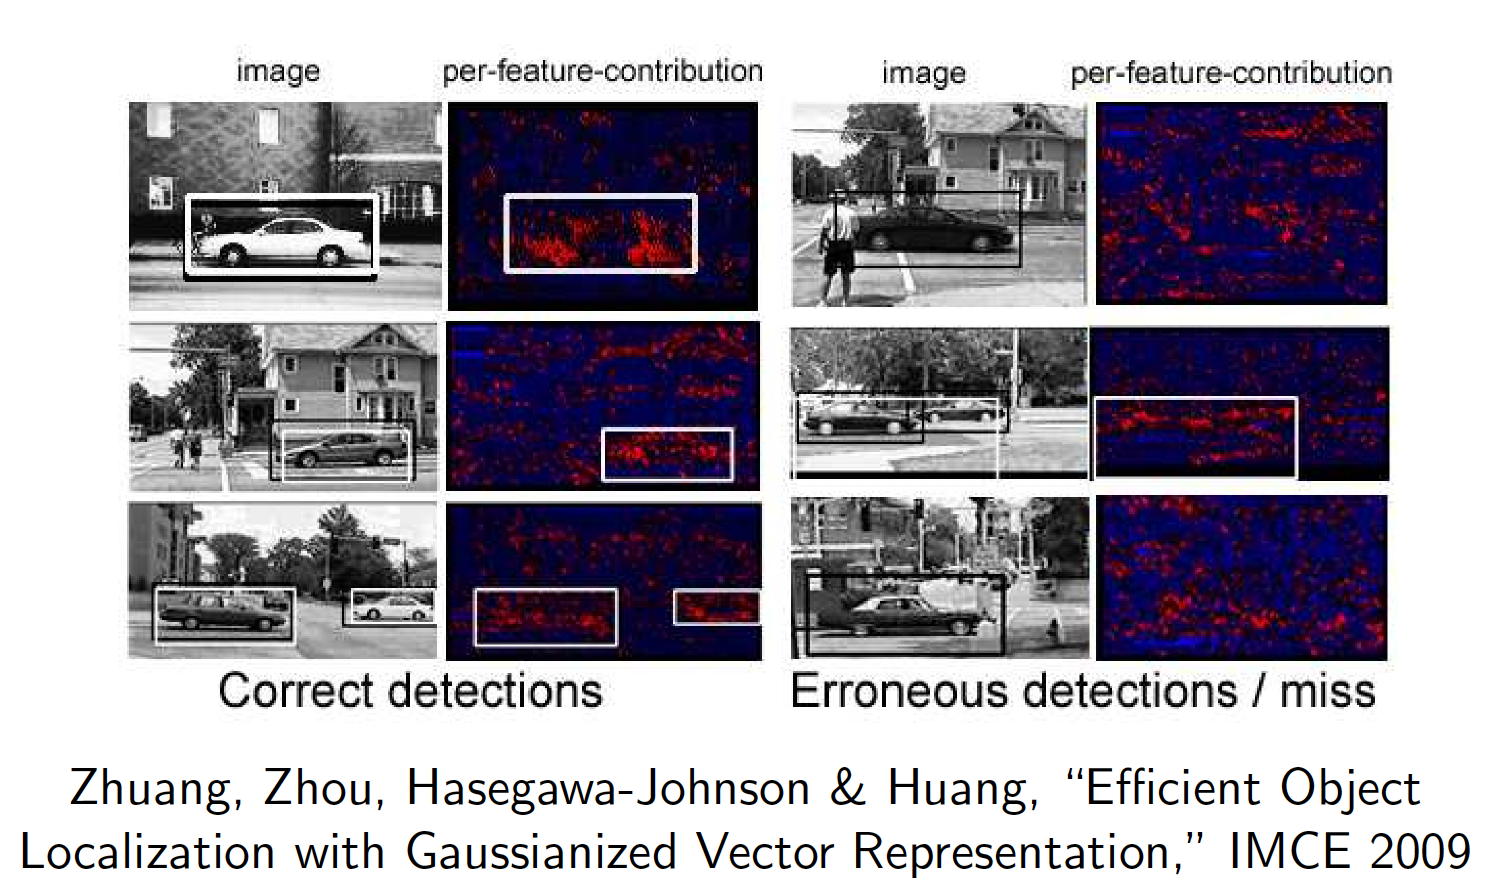 image per-feature-contribution image per-feature-contribution
Correct detections Erroneous detections / miss
Zhuang, Zhou, Hasegawa-Johnson & Huang, “Efficient Object
Localization with Gaussianized Vector Representation,” IMCE 2009